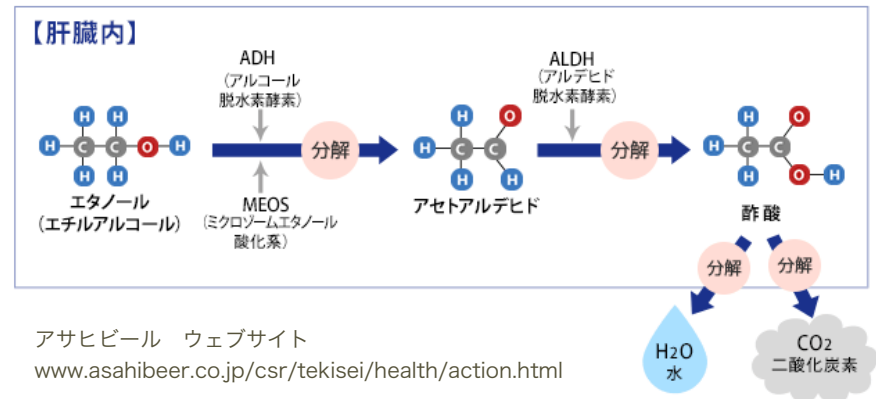 【肝臓内】
ADH
(アルコール
脱水素酵素)
ALDH
(アルデヒド
脱水素酵素)
H H
H C C O H
H H
分解
H O
H C C
H H
分解
H O
H C C
H O H
エタノール
(エチルアルコール)
MEOS
(ミクロゾームエタノール
酸化系)
アセトアルデヒド
酢酸
分解
分解
H2O
水
CO2
二酸化炭素
アサヒビール ウェブサイト
www.asahibeer.co.jp/csr/tekisei/health/action.html